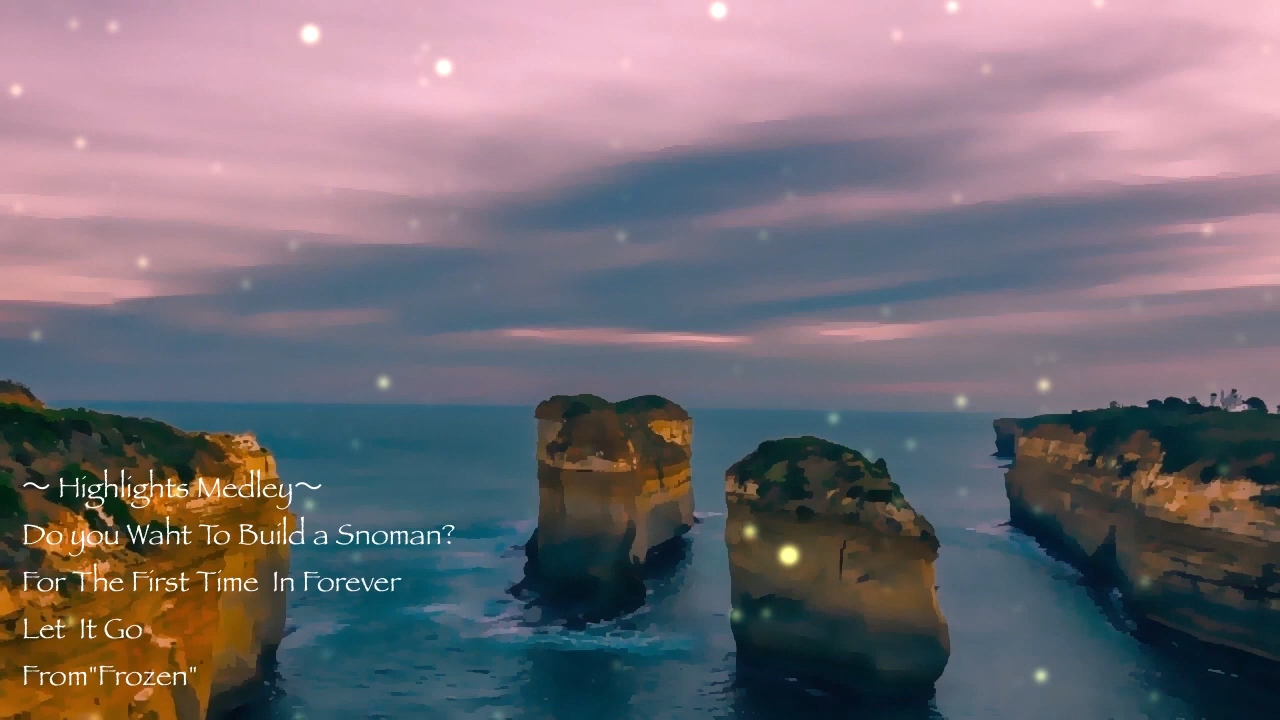 ～ Highlights Medley～
Do you Waht To Build a Snoman?
For The First Time In Forever
Let It Go
From"Frozen"